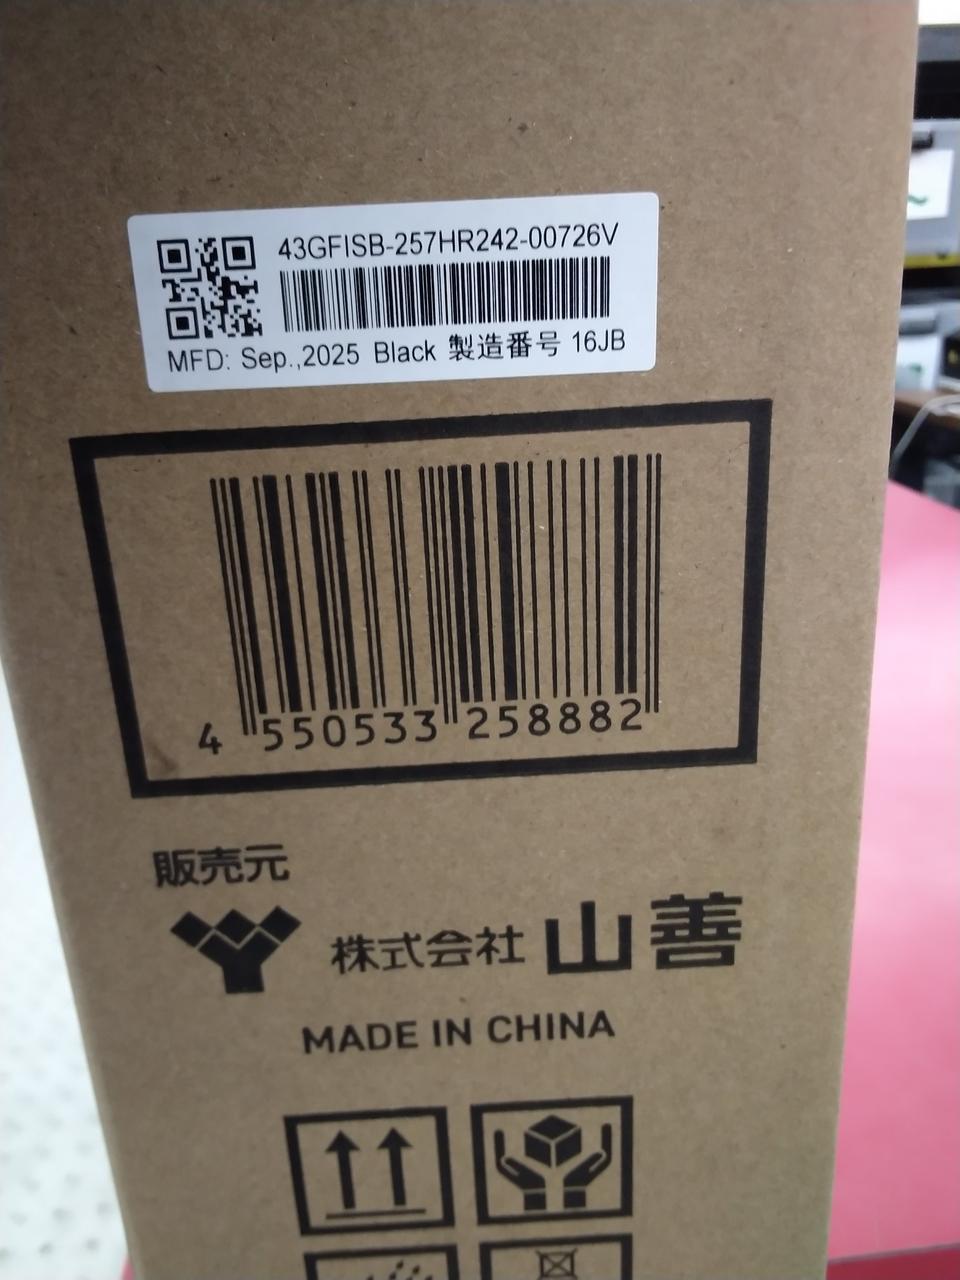 43GFISB-257HR242-00726V
MFD: Sep.,2025 Black 製造番号 16JB
4 550533 258882
販売元
株式会社 山善
MADE IN CHINA